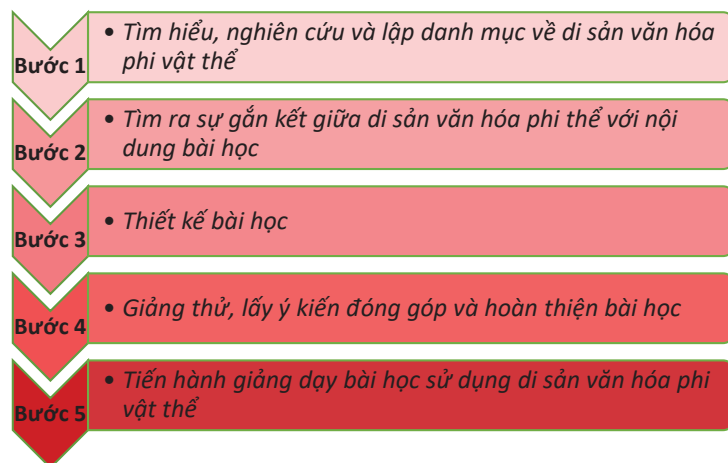 Bước 1
• Tìm hiểu, nghiên cứu và lập danh mục về di sản văn hóa
phi vật thể
Bước 2
• Tìm ra sự gắn kết giữa di sản văn hóa phi thể với nội
dung bài học
Bước 3
• Thiết kế bài học
Bước 4
• Giảng thử, lấy ý kiến đóng góp và hoàn thiện bài học
Bước 5
• Tiến hành giảng dạy bài học sử dụng di sản văn hóa phi
vật thể